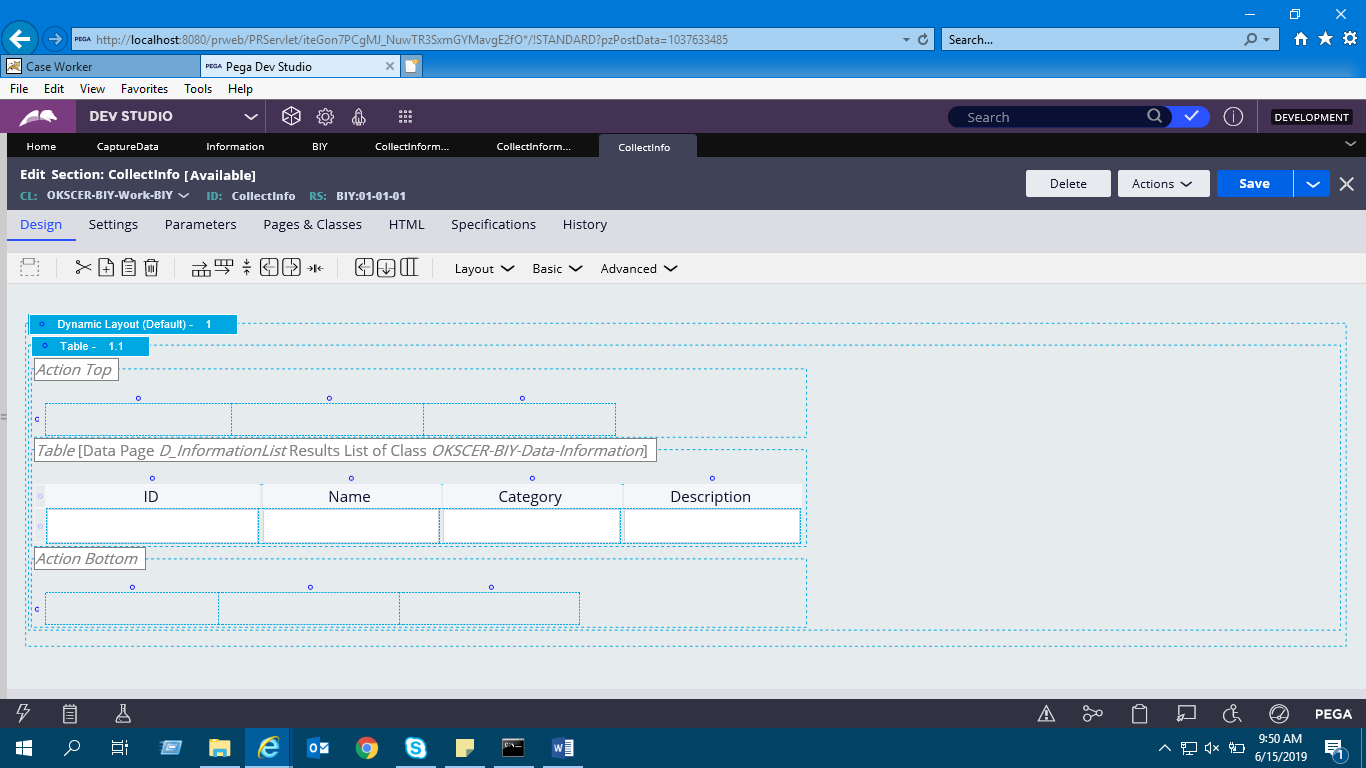 PEGA http://localhost:8080/prweb/PRServlet/iteGon7PCgMJ_NuwTR3SxmGYMavgE2fO*/!STANDARD?pzPostData=1037633485 Search...
Case Worker PEGA Pega Dev Studio
File Edit View Favorites Tools Help
DEV STUDIO Search DEVELOPMENT
Home CaptureData Information BIY CollectInform... CollectInform... CollectInfo
Edit Section: CollectInfo [Available]
CL: OKSCER-BIY-Work-BIY ID: CollectInfo RS: BIY:01-01-01
Delete Actions Save
Design Settings Parameters Pages & Classes HTML Specifications History
Layout Basic Advanced
Dynamic Layout (Default) - 1
Table - 1.1
Action Top
Table [Data Page D_InformationList Results List of Class OKSCER-BIY-Data-Information]
ID Name Category Description
Action Bottom
PEGA
9:50 AM
6/15/2019
1